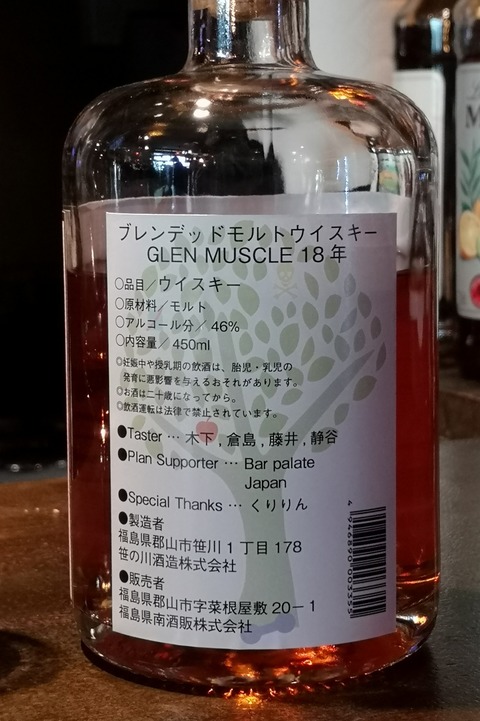 ブレンデッドモルトウイスキー
GLEN MUSCLE 18年
○品目／ウイスキー
○原材料／モルト
○アルコール分／46%
○内容量／450ml
◎妊娠中や授乳期の飲酒は、胎児・乳児の
発育に悪影響を与えるおそれがあります。
◎お酒は二十歳になってから。
◎飲酒運転は法律で禁止されています。
●Taster … 木下，倉島，藤井，静谷
●Plan Supporter … Bar palate
Japan
●Special Thanks … くりりん
●製造者
福島県郡山市笹川1丁目178
笹の川酒造株式会社
●販売者
福島県郡山市字菜根屋敷20－1
福島県南酒販株式会社